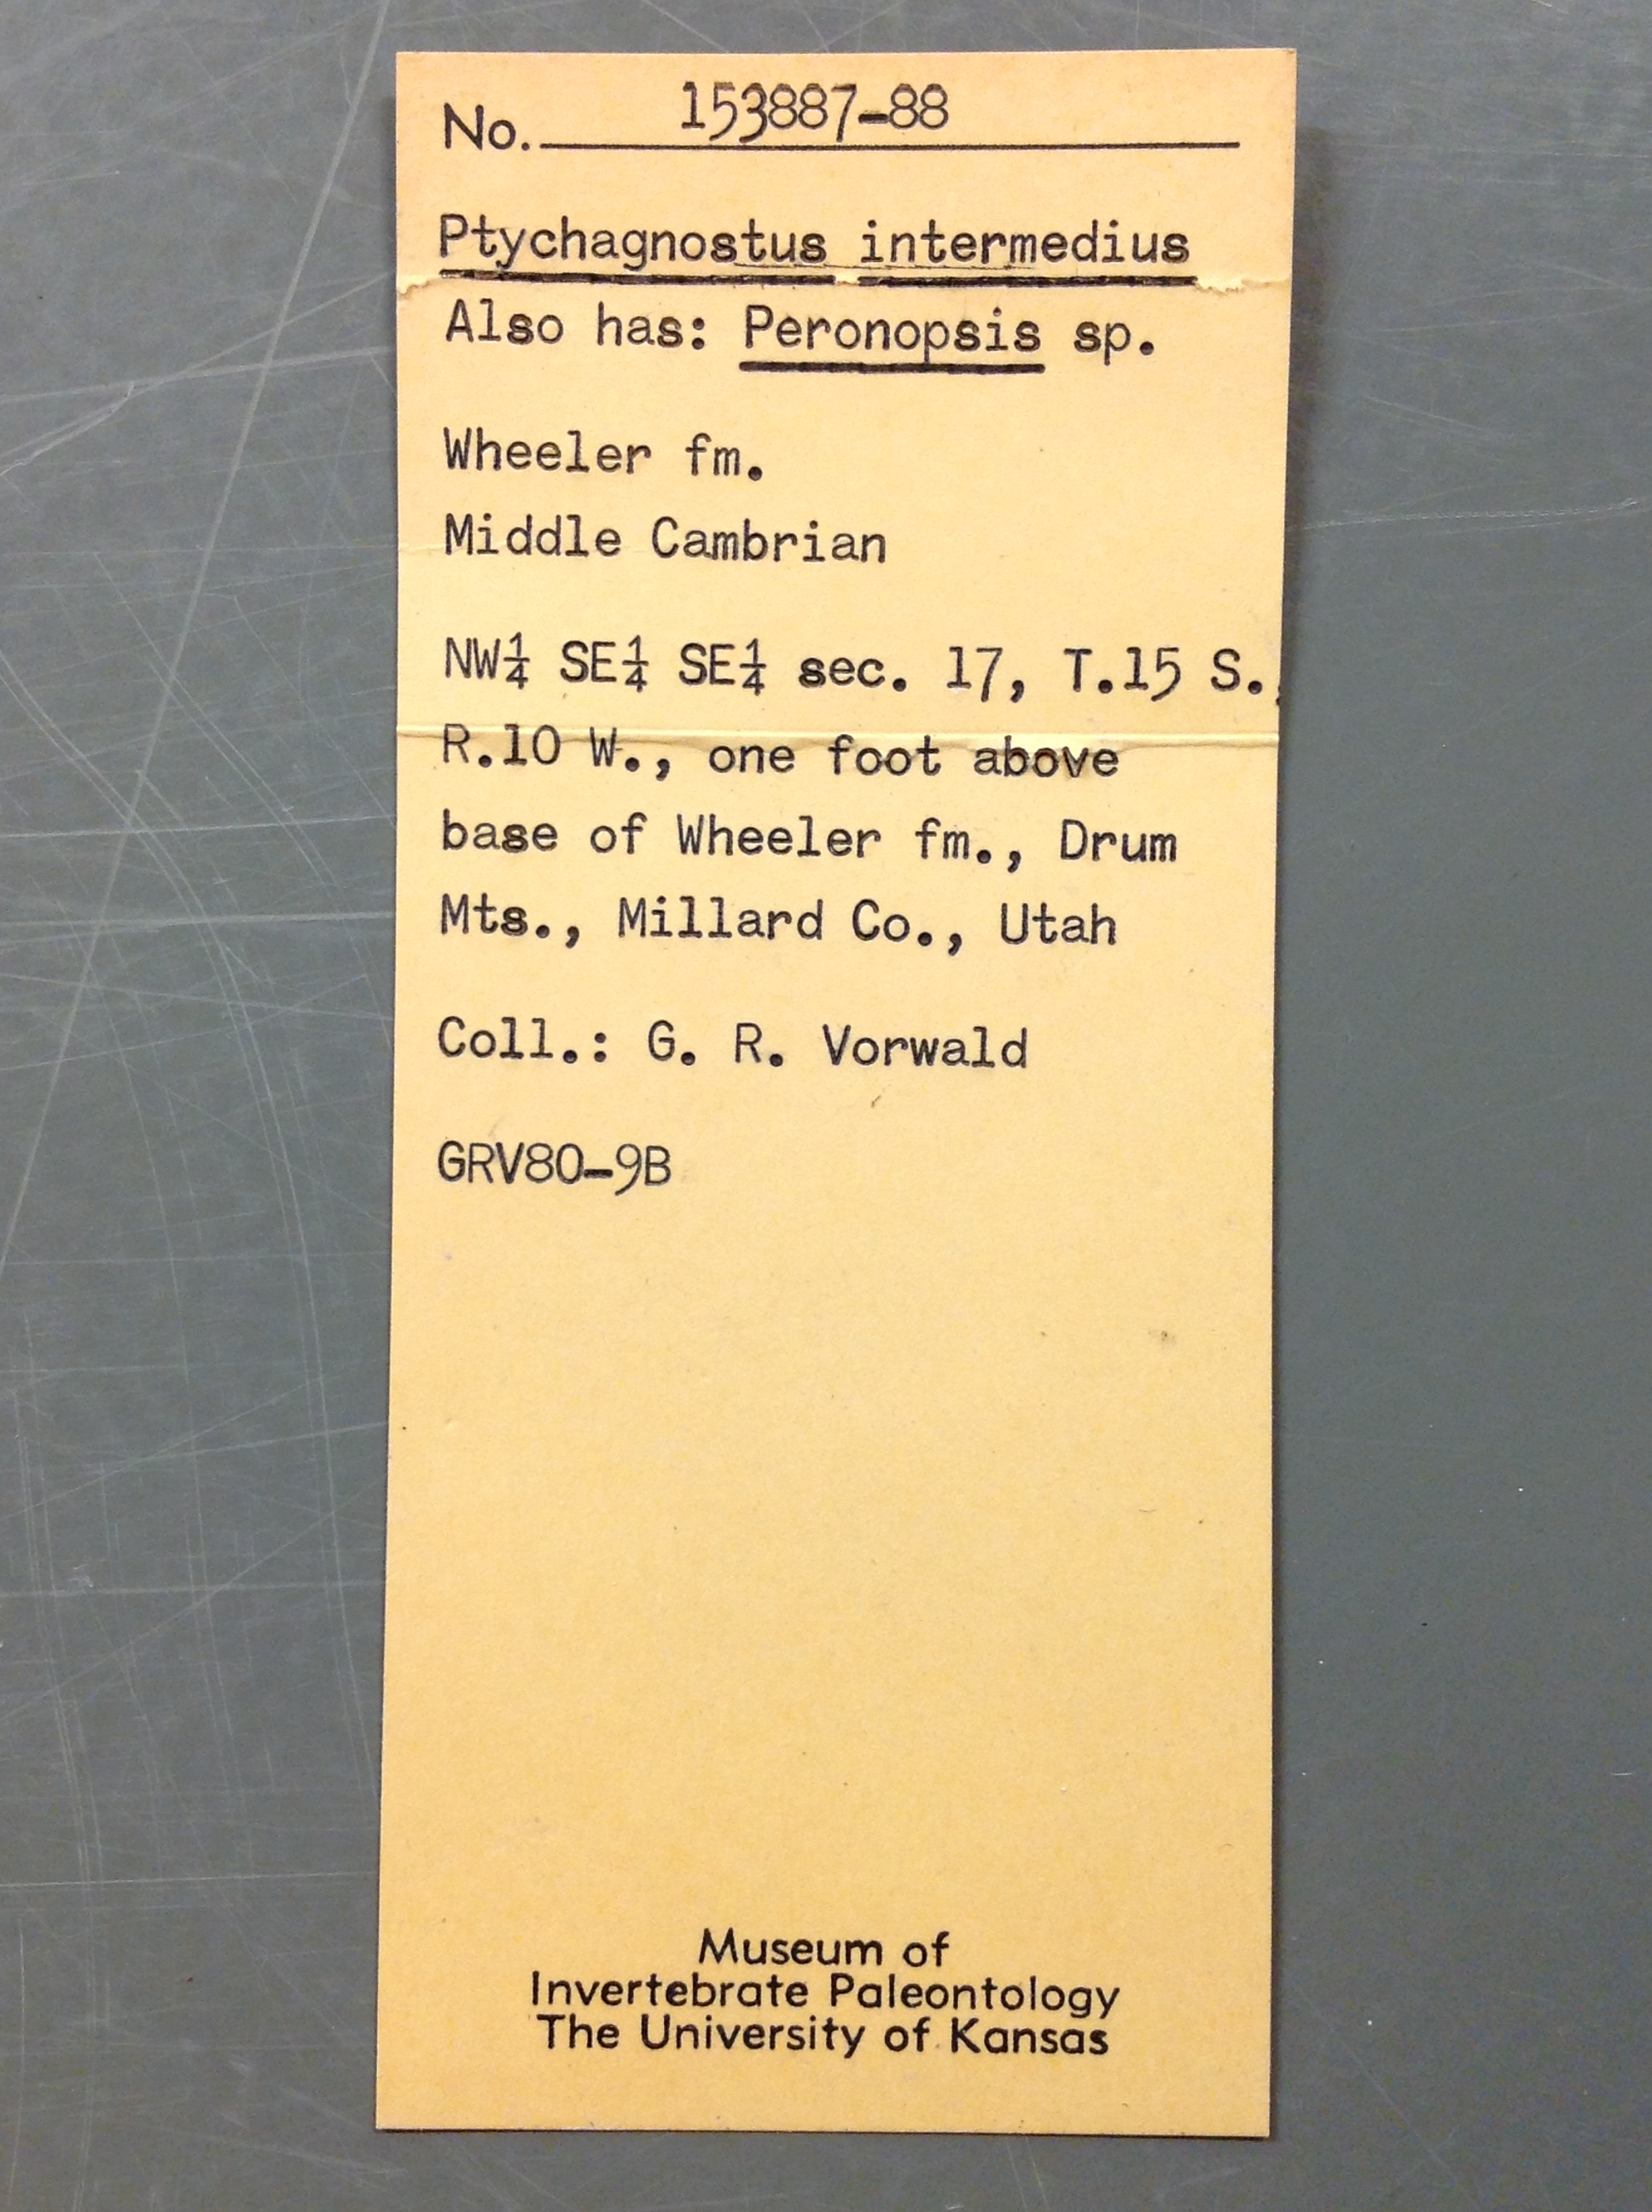 No. 153887-88
Ptychagnostus intermedius
Also has: Peronopsis sp.
Wheeler fm.
Middle Cambrian
NW¼ SE¼ SE¼ sec. 17, T.15 S.,
R.10 W., one foot above
base of Wheeler fm., Drum
Mts., Millard Co., Utah
Coll.: G. R. Vorwald
GRV80-9B
Museum of
Invertebrate Paleontology
The University of Kansas